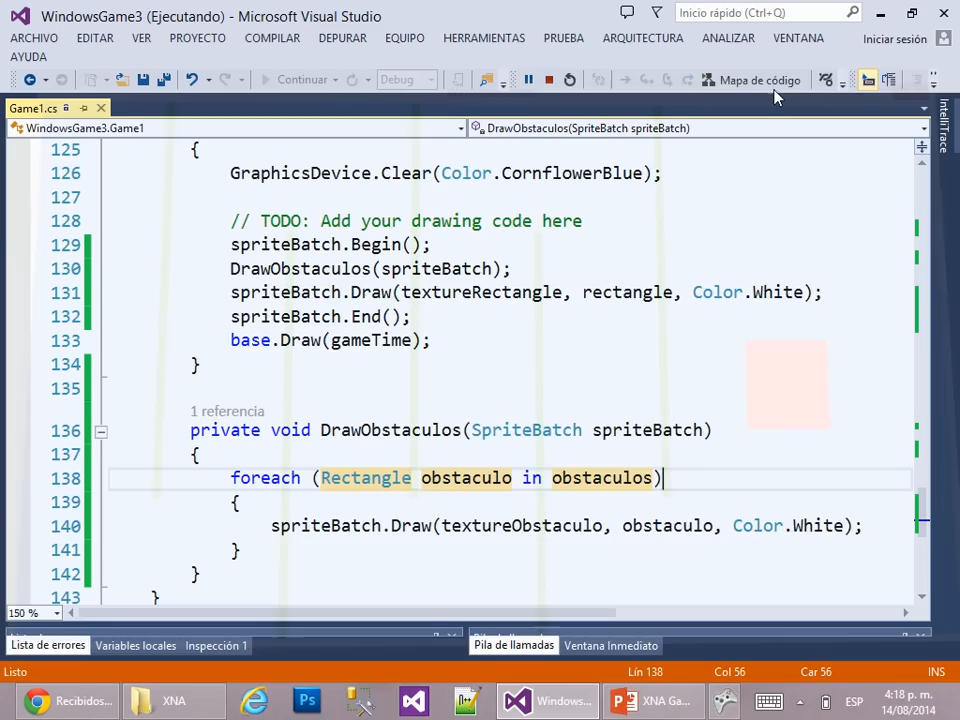 WindowsGame3 (Ejecutando) - Microsoft Visual Studio
Inicio rápido (Ctrl+Q)
ARCHIVO EDITAR VER PROYECTO COMPILAR DEPURAR EQUIPO HERRAMIENTAS PRUEBA ARQUITECTURA ANALIZAR VENTANA
Iniciar sesión
AYUDA
Continuar Debug Mapa de código
Game1.cs
IntelliTrace
WindowsGame3.Game1 DrawObstaculos(SpriteBatch spriteBatch)
125 {
126 GraphicsDevice.Clear(Color.CornflowerBlue);
127
128 // TODO: Add your drawing code here
129 spriteBatch.Begin();
130 DrawObstaculos(spriteBatch);
131 spriteBatch.Draw(textureRectangle, rectangle, Color.White);
132 spriteBatch.End();
133 base.Draw(gameTime);
134 }
135
1 referencia
136 private void DrawObstaculos(SpriteBatch spriteBatch)
137 {
138 foreach (Rectangle obstaculo in obstaculos)
139 {
140 spriteBatch.Draw(textureObstaculo, obstaculo, Color.White);
141 }
142 }
143 }
150 %
Lista de errores Variables locales Inspección 1 Pila de llamadas Ventana Inmediato
Listo Lín 138 Col 56 Car 56 INS
Recibidos... XNA Ps Windows... XNA Ga... ESP 4:18 p. m.
14/08/2014